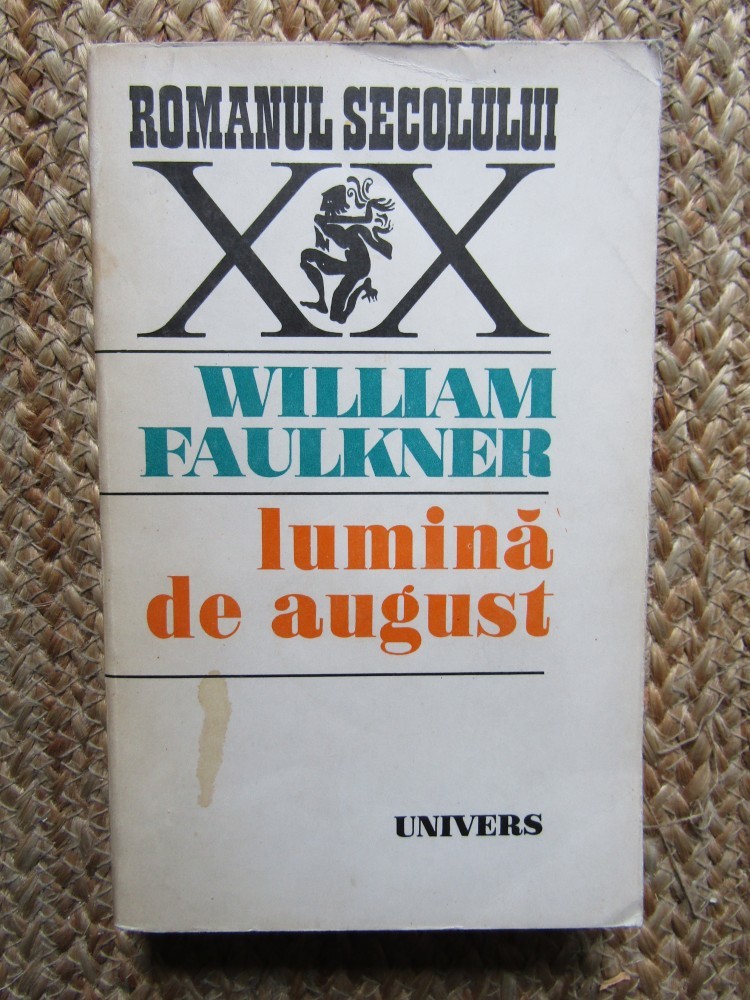 ROMANUL SECOLULUI
XX
WILLIAM
FAULKNER
lumină
de august
UNIVERS